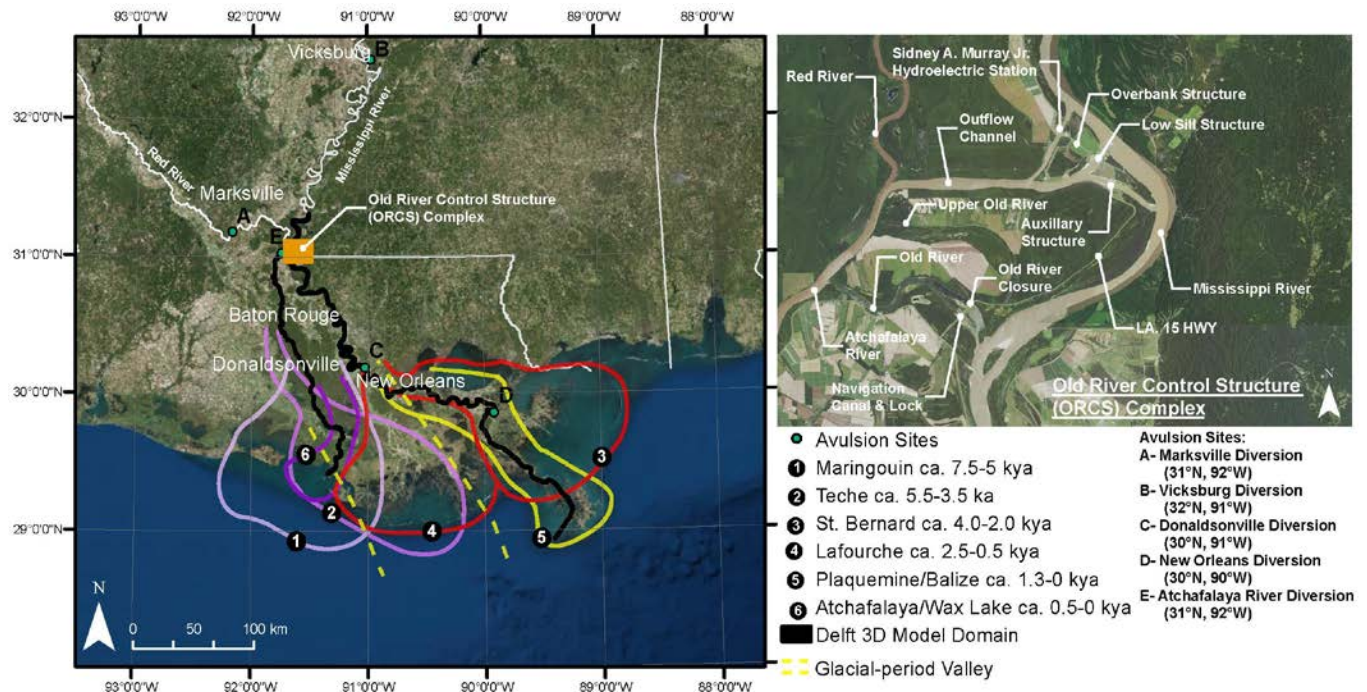 93°0'0"W 92°0'0"W 91°0'0"W 90°0'0"W 89°0'0"W 88°0'0"W
32°0'0"N
31°0'0"N
30°0'0"N
29°0'0"N
Vicksburg
B
Mississippi River
Red River
Marksville
A
Old River Control Structure
(ORCS) Complex
E
Baton Rouge
Donaldsonville
C
New Orleans
D
6
3
2
4
1
5
N
0 50 100 km
92°0'0"W 92°0'0"W 91°0'0"W 90°0'0"W 89°0'0"W 88°0'0"W
Sidney A. Murray Jr.
Hydroelectric Station
Red River
Overbank Structure
Outflow
Channel
Low Sill Structure
Upper Old River
Auxillary
Structure
Old River
Old River
Closure
Mississippi River
LA. 15 HWY
Atchafalaya
River
Navigation
Canal & Lock
Old River Control Structure
(ORCS) Complex
N
Avulsion Sites
1 Maringouin ca. 7.5-5 kya
2 Teche ca. 5.5-3.5 ka
3 St. Bernard ca. 4.0-2.0 kya
4 Lafourche ca. 2.5-0.5 kya
5 Plaquemine/Balize ca. 1.3-0 kya
6 Atchafalaya/Wax Lake ca. 0.5-0 kya
Delft 3D Model Domain
Glacial-period Valley
Avulsion Sites:
A- Marksville Diversion
(31°N, 92°W)
B- Vicksburg Diversion
(32°N, 91°W)
C- Donaldsonville Diversion
(30°N, 91°W)
D- New Orleans Diversion
(30°N, 90°W)
E- Atchafalaya River Diversion
(31°N, 92°W)